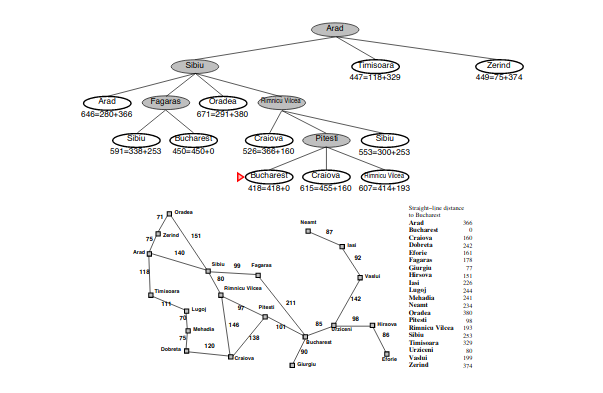 Arad
Sibiu
Timisoara
Zerind
447=118+329
449=75+374
Arad
Fagaras
Oradea
Rimnicu Vilcea
646=280+366
671=291+380
Sibiu
Bucharest
Craiova
Pitesti
Sibiu
591=338+253
450=450+0
526=366+160
553=300+253
Bucharest
Craiova
Rimnicu Vilcea
418=418+0
615=455+160
607=414+193
Oradea
71
Zerind
151
75
Arad
140
118
Sibiu
99
Fagaras
80
Timisoara
Rimnicu Vilcea
111
Lugoj
97
Pitesti
211
70
Mehadia
146
101
75
138
Dobreta
120
Craiova
Bucharest
90
Giurgiu
85
Neamt
87
Iasi
92
Vaslui
142
Urziceni
98
Hirsova
86
Eforie
Straight-line distance
to Bucharest
Arad 366
Bucharest 0
Craiova 160
Dobreta 242
Eforie 161
Fagaras 178
Giurgiu 77
Hirsova 151
Iasi 226
Lugoj 244
Mehadia 241
Neamt 234
Oradea 380
Pitesti 98
Rimnicu Vilcea 193
Sibiu 253
Timisoara 329
Urziceni 80
Vaslui 199
Zerind 374